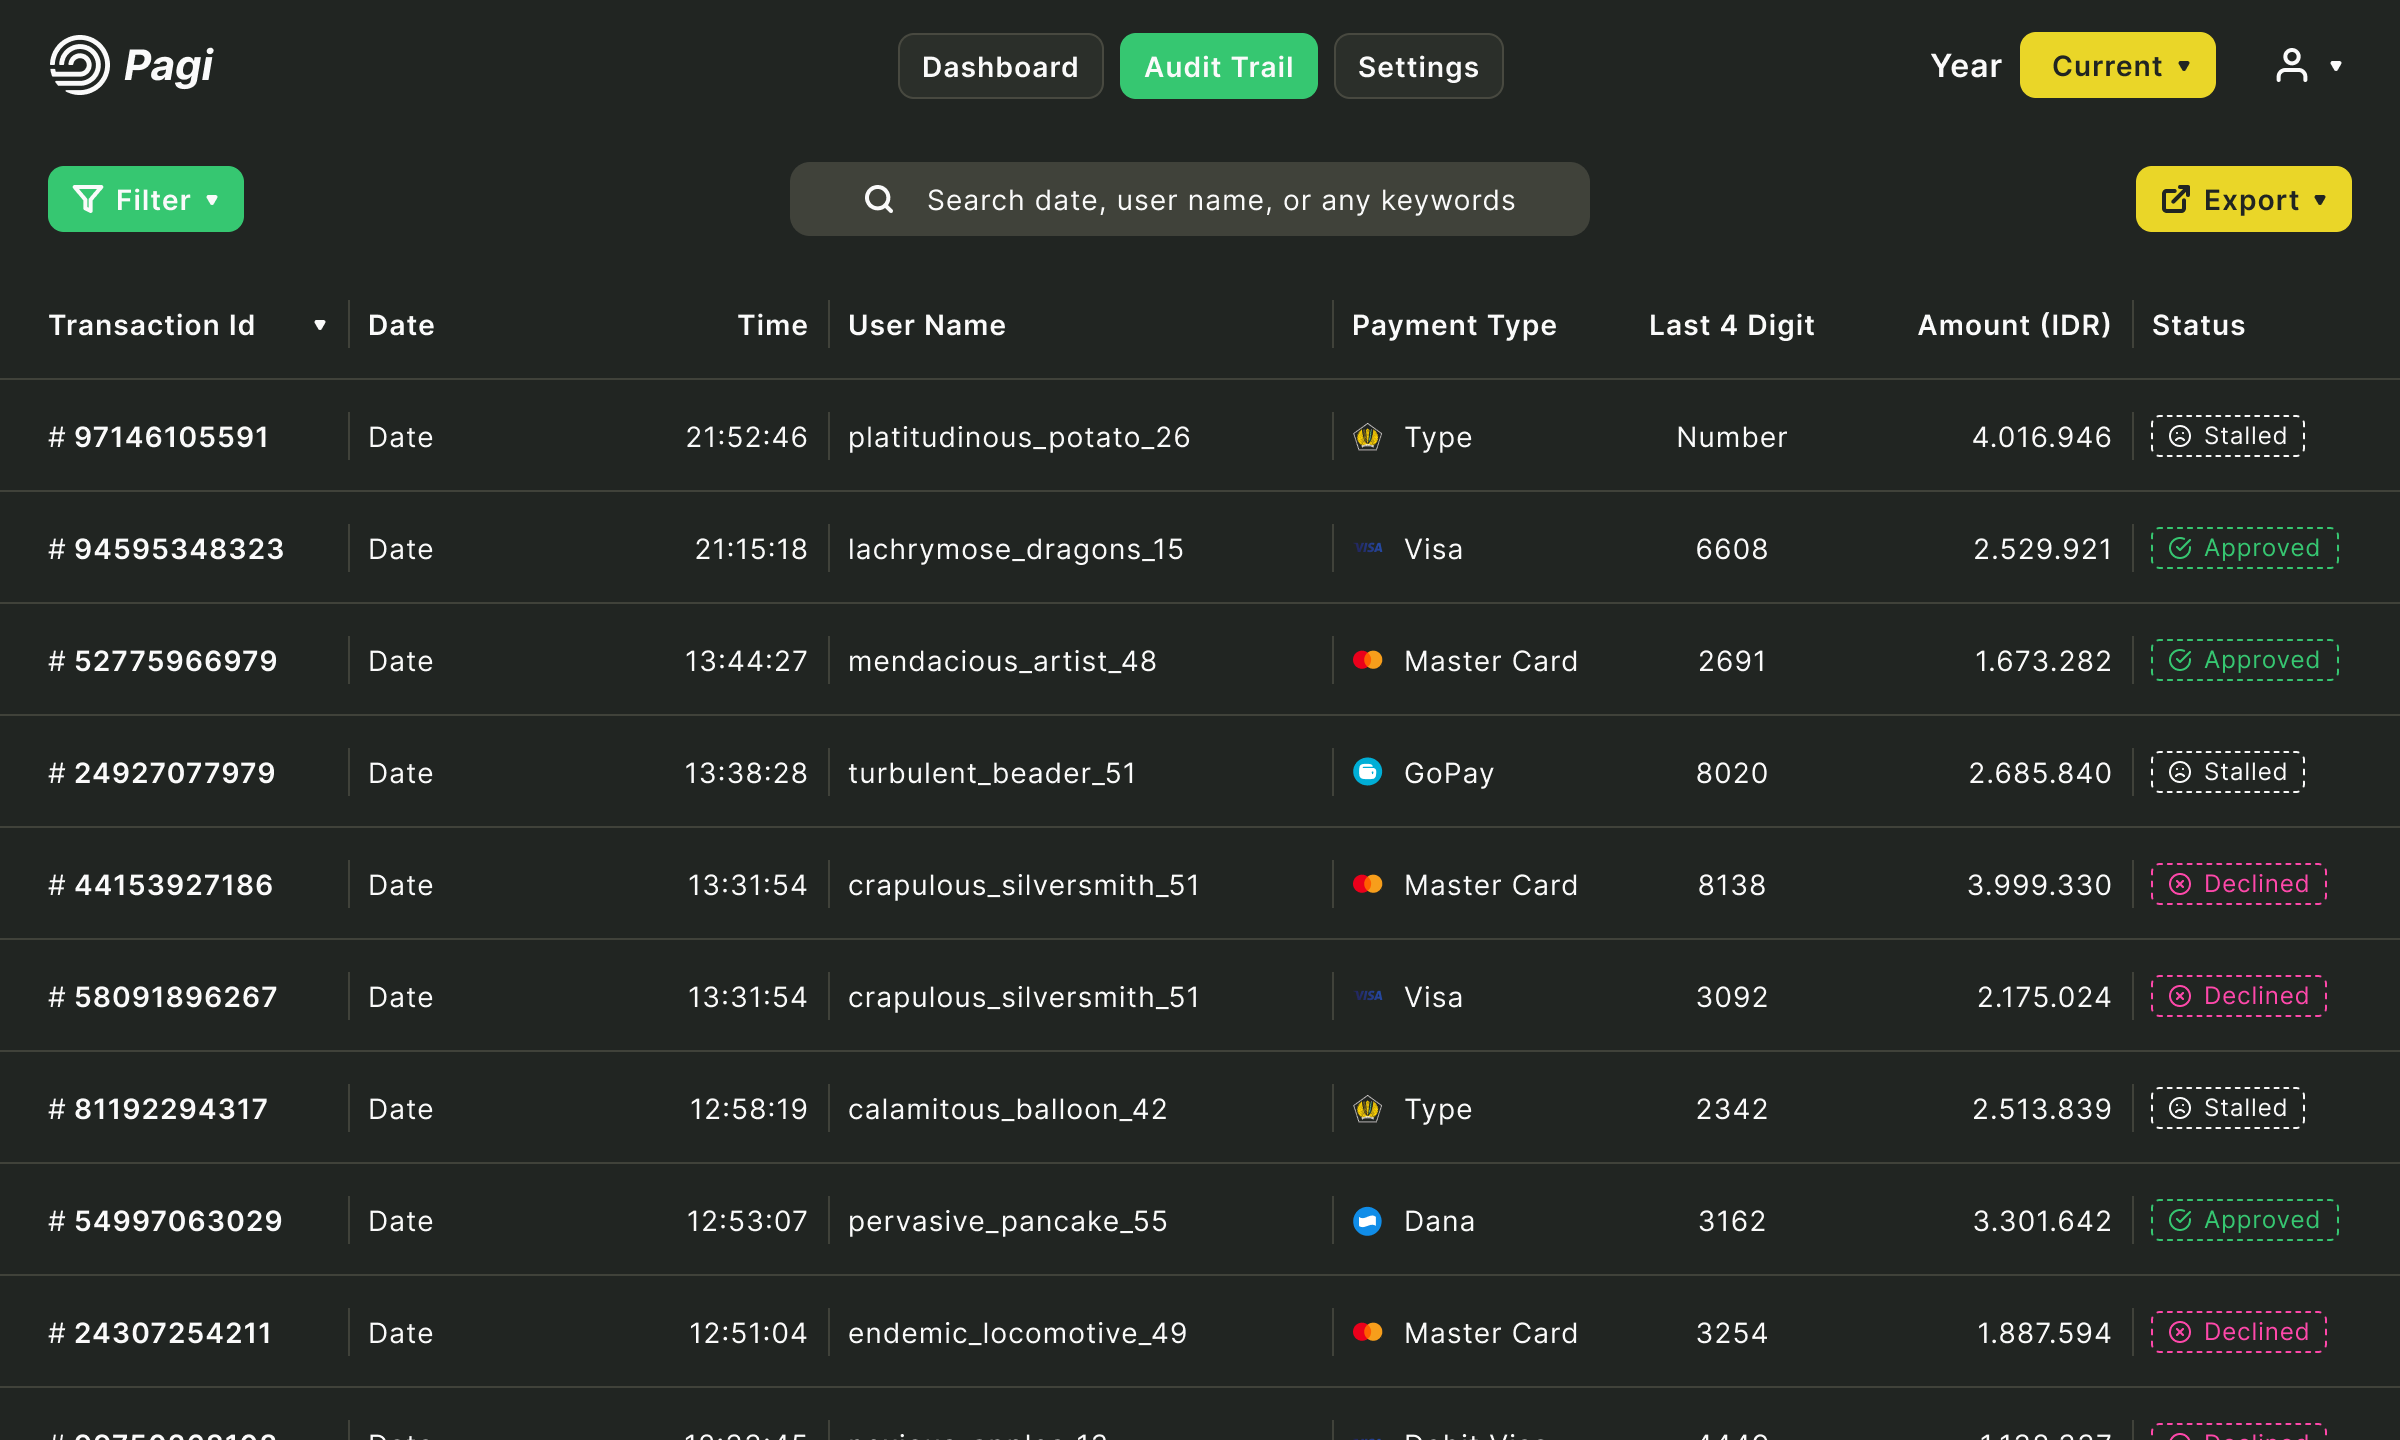 Pagi
Dashboard Audit Trail Settings
Year Current
Filter
Search date, user name, or any keywords
Export
Transaction Id Date Time User Name Payment Type Last 4 Digit Amount (IDR) Status
# 97146105591 Date 21:52:46 platitudinous_potato_26 Type Number 4.016.946 Stalled
# 94595348323 Date 21:15:18 lachrymose_dragons_15 VISA Visa 6608 2.529.921 Approved
# 52775966979 Date 13:44:27 mendacious_artist_48 Master Card 2691 1.673.282 Approved
# 24927077979 Date 13:38:28 turbulent_beader_51 GoPay 8020 2.685.840 Stalled
# 44153927186 Date 13:31:54 crapulous_silversmith_51 Master Card 8138 3.999.330 Declined
# 58091896267 Date 13:31:54 crapulous_silversmith_51 VISA Visa 3092 2.175.024 Declined
# 81192294317 Date 12:58:19 calamitous_balloon_42 Type 2342 2.513.839 Stalled
# 54997063029 Date 12:53:07 pervasive_pancake_55 Dana 3162 3.301.642 Approved
# 24307254211 Date 12:51:04 endemic_locomotive_49 Master Card 3254 1.887.594 Declined
Date Debit Visa Declined